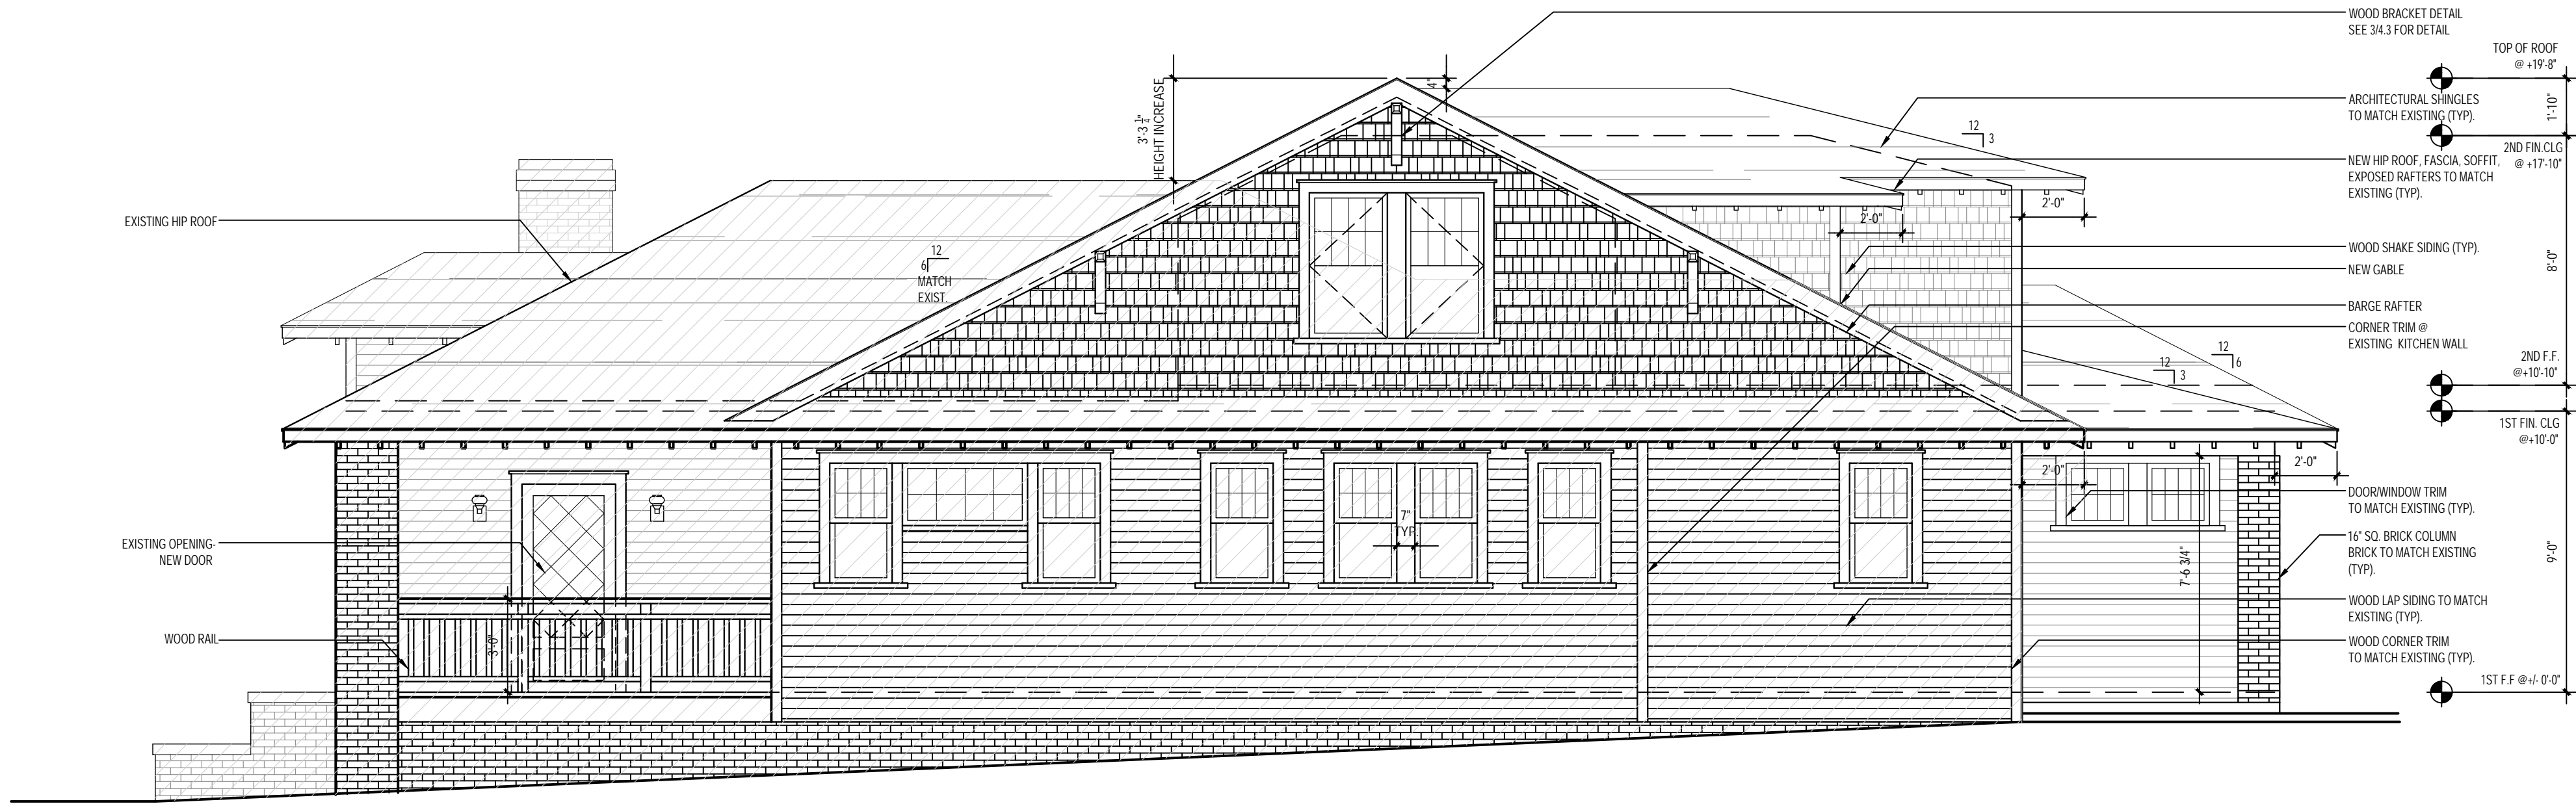 WOOD BRACKET DETAIL
SEE 3/4.3 FOR DETAIL
TOP OF ROOF
@ +19'-8"
ARCHITECTURAL SHINGLES
TO MATCH EXISTING (TYP).
1'-10"
2ND FIN.CLG
@ +17'-10"
NEW HIP ROOF, FASCIA, SOFFIT,
EXPOSED RAFTERS TO MATCH
EXISTING (TYP).
WOOD SHAKE SIDING (TYP).
NEW GABLE
8'-0"
BARGE RAFTER
CORNER TRIM @
EXISTING KITCHEN WALL
2ND F.F.
@+10'-10"
1ST FIN. CLG
@+10'-0"
DOOR/WINDOW TRIM
TO MATCH EXISTING (TYP).
16" SQ. BRICK COLUMN
BRICK TO MATCH EXISTING
(TYP).
9'-0"
WOOD LAP SIDING TO MATCH
EXISTING (TYP).
WOOD CORNER TRIM
TO MATCH EXISTING (TYP).
1ST F.F @+/- 0'-0"
3'-3 1/4"
HEIGHT INCREASE
4"
12
3
2'-0"
2'-0"
12
6
MATCH
EXIST.
12
3
12
6
2'-0"
2'-0"
7'-6 3/4"
7"
TYP.
3'-0"
EXISTING HIP ROOF
EXISTING OPENING-
NEW DOOR
WOOD RAIL